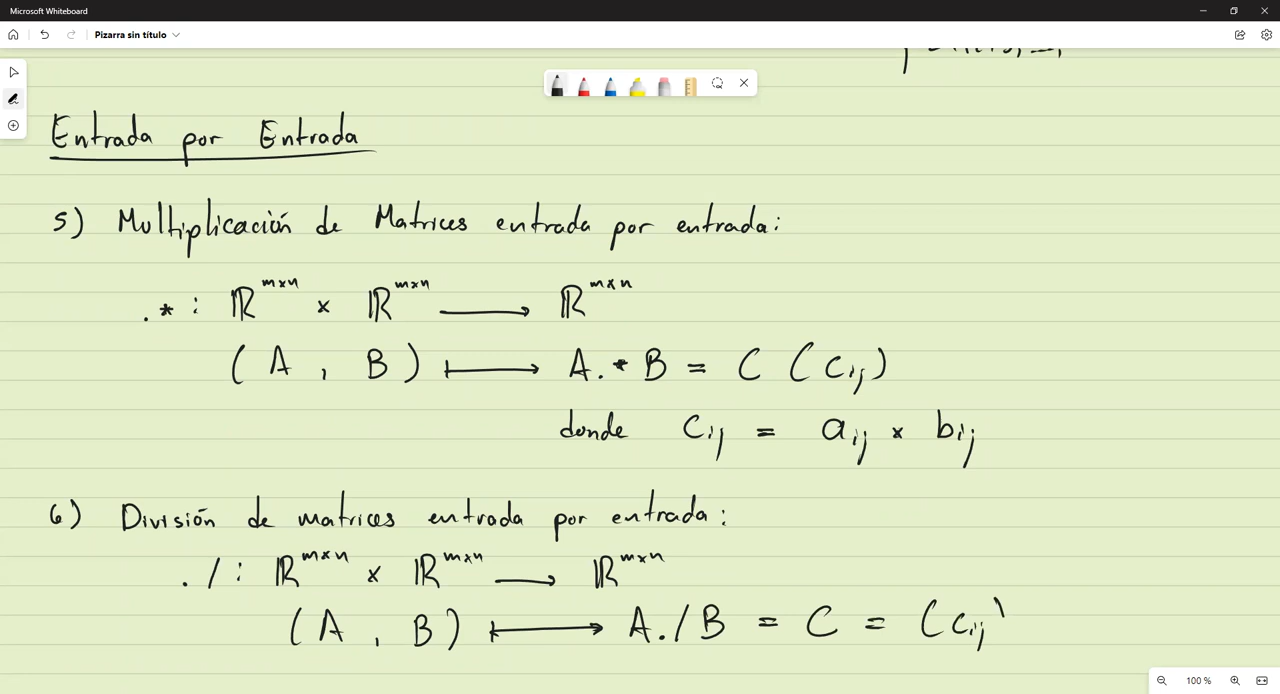 Microsoft Whiteboard
Pizarra sin título
Entrada por Entrada
5) Multiplicación de Matrices entrada por entrada:
.* : ℝ^{m×n} × ℝ^{m×n} ⟶ ℝ^{m×n}
(A , B) ⟼ A.*B = C (c_{ij})
donde c_{ij} = a_{ij} × b_{ij}
6) División de matrices entrada por entrada:
./ : ℝ^{m×n} × ℝ^{m×n} ⟶ ℝ^{m×n}
(A , B) ⟼ A./B = C = (c_{ij})
100 %